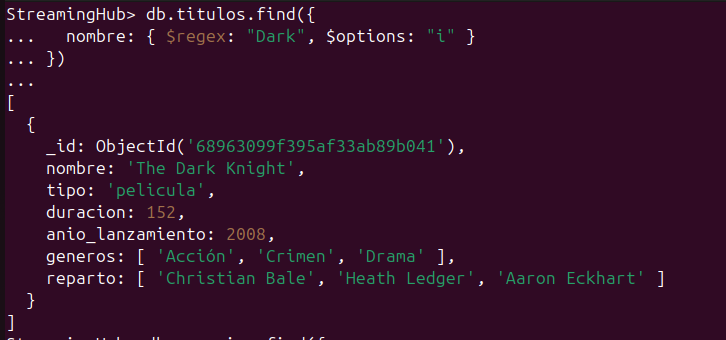 StreamingHub> db.titulos.find({
...   nombre: { $regex: "Dark", $options: "i" }
... })
...
[
  {
    _id: ObjectId('68963099f395af33ab89b041'),
    nombre: 'The Dark Knight',
    tipo: 'pelicula',
    duracion: 152,
    anio_lanzamiento: 2008,
    generos: [ 'Acción', 'Crimen', 'Drama' ],
    reparto: [ 'Christian Bale', 'Heath Ledger', 'Aaron Eckhart' ]
  }
]